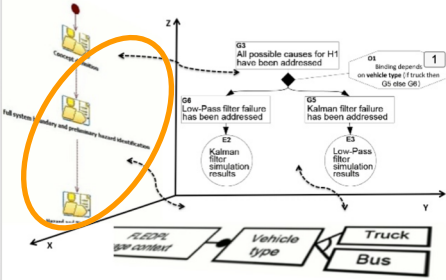 Z
G3
All possible causes for H1
have been addressed
O1
Binding depends
on vehicle type (if truck then
G5 else G6)
1
Concept definitions
G6
Low-Pass filter failure
has been addressed
G5
Kalman filter failure
has been addressed
Full system boundary and preliminary hazard identification
E2
Kalman
filter
simulation
results
E3
Low-Pass
filter
simulation
results
X
Y
context
Vehicle
type
Truck
Bus